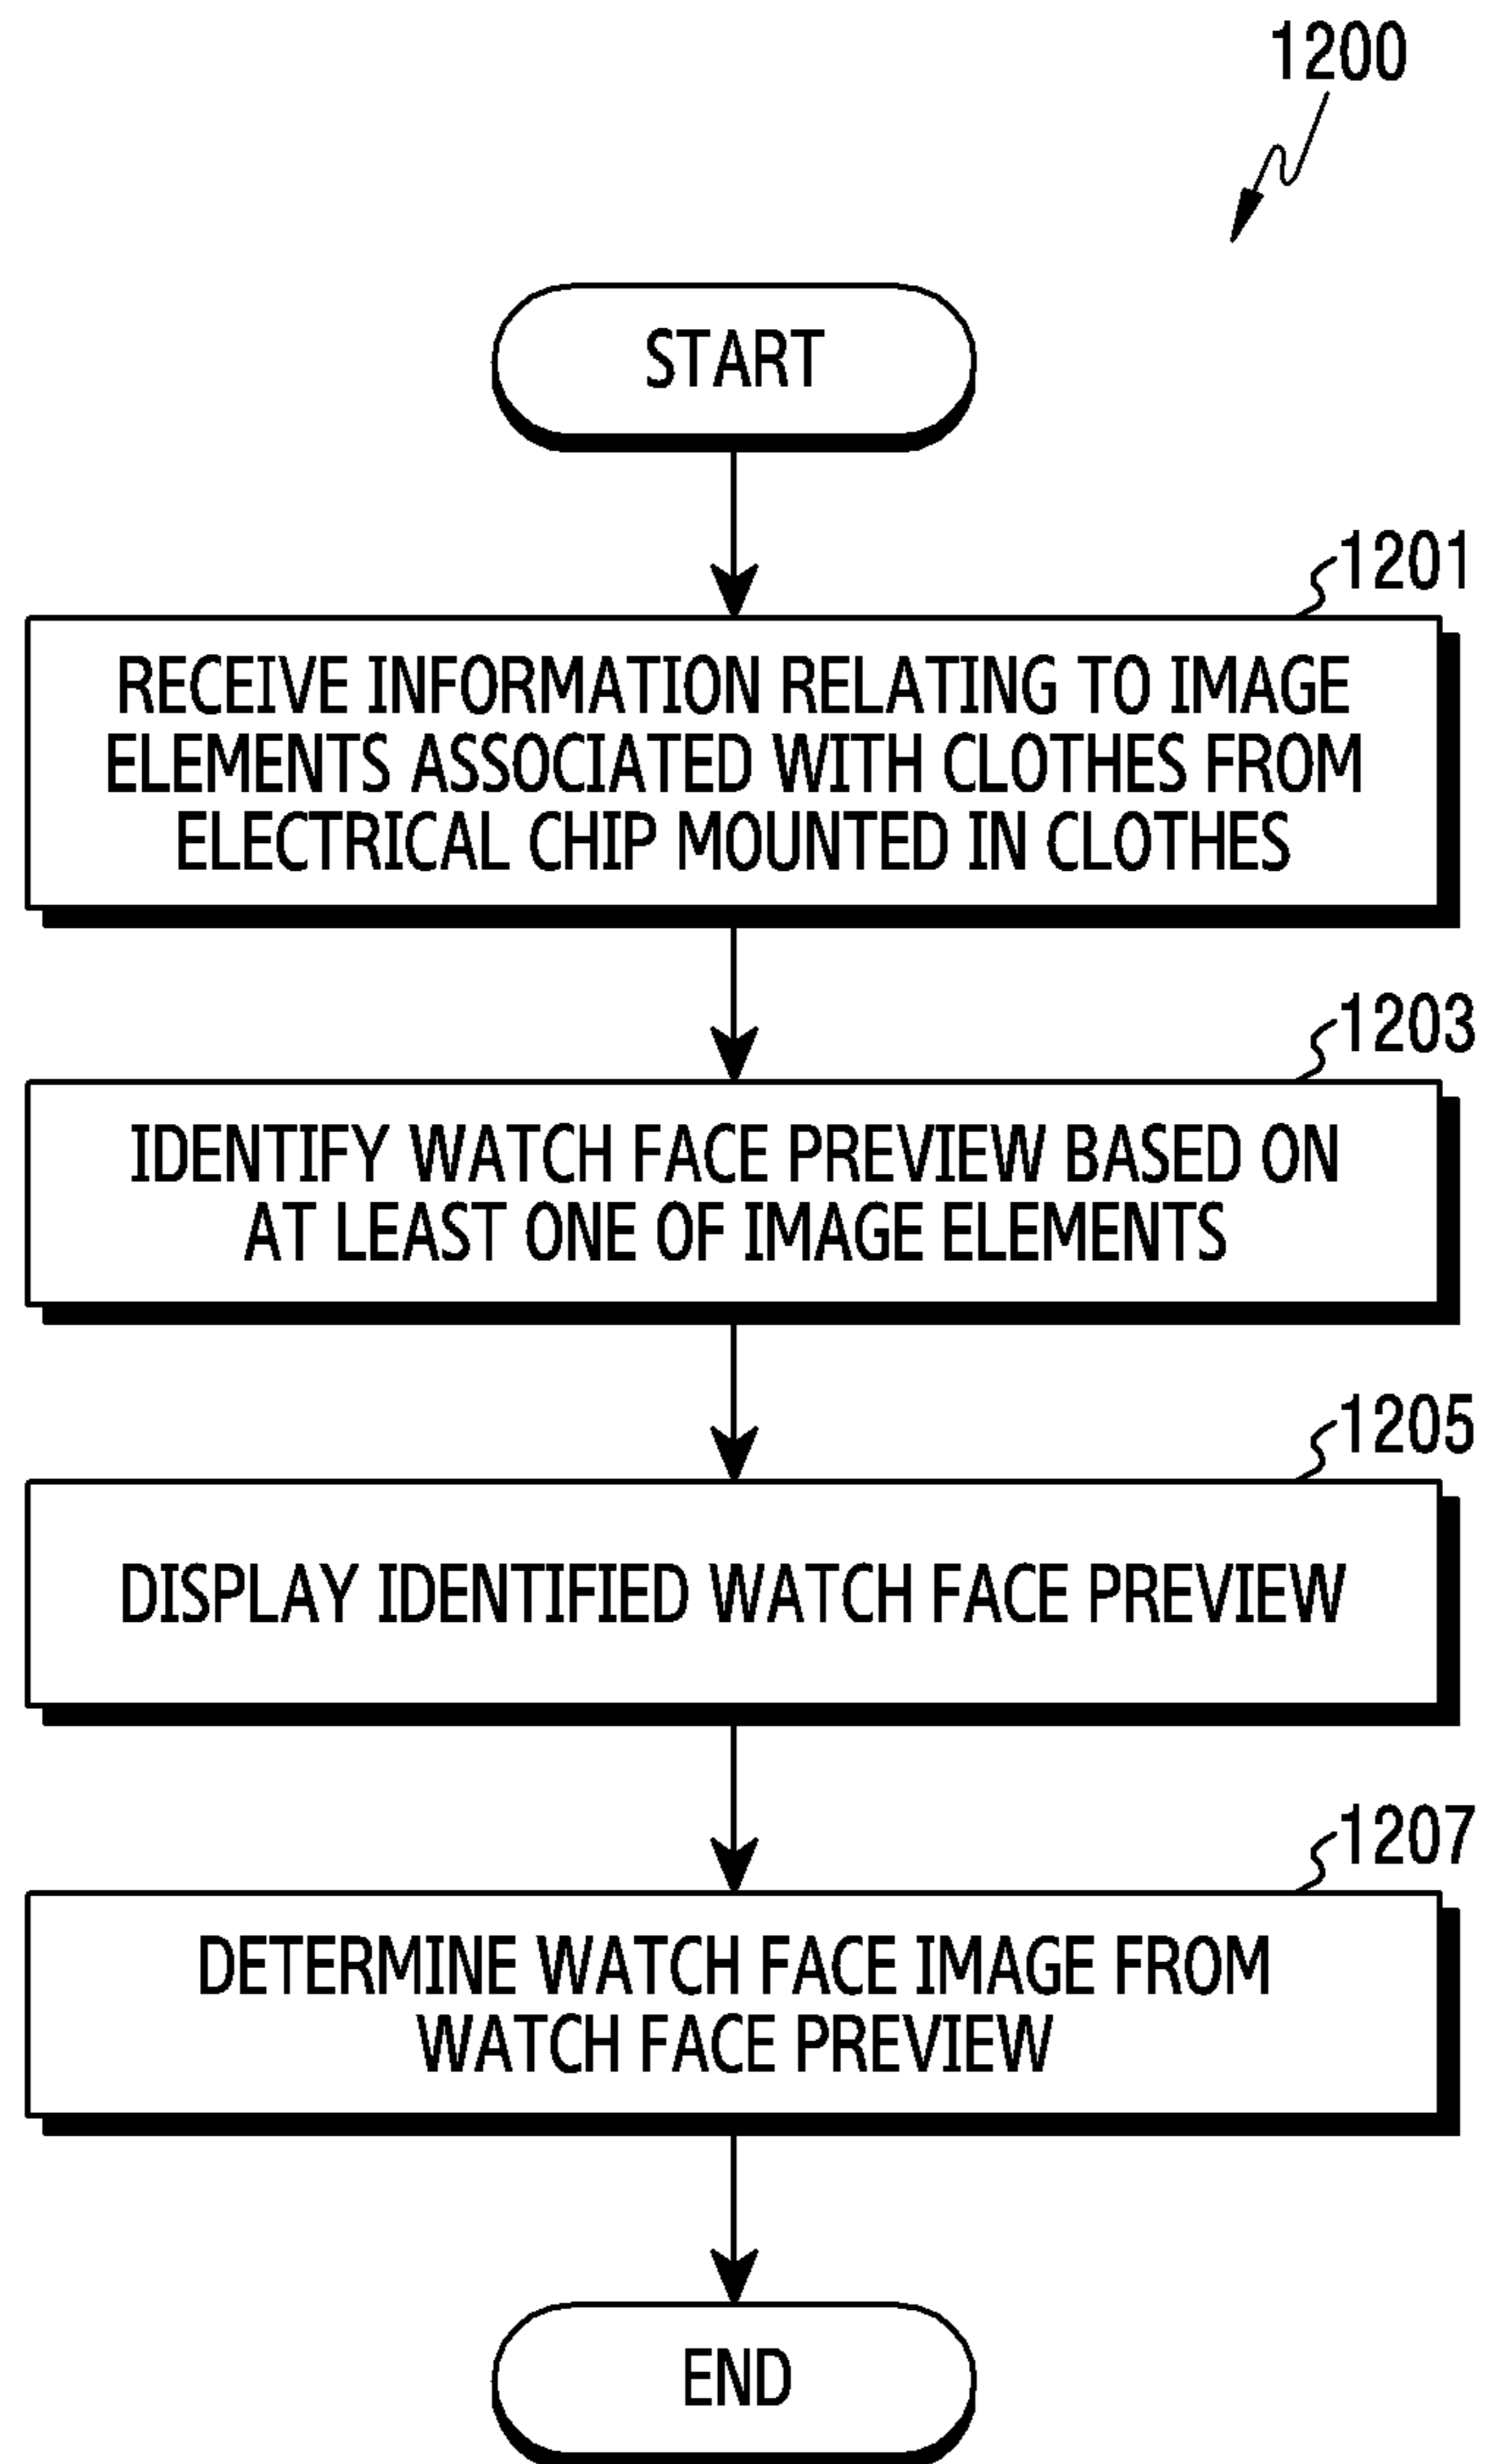 1200
START
1201
RECEIVE INFORMATION RELATING TO IMAGE
ELEMENTS ASSOCIATED WITH CLOTHES FROM
ELECTRICAL CHIP MOUNTED IN CLOTHES
1203
IDENTIFY WATCH FACE PREVIEW BASED ON
AT LEAST ONE OF IMAGE ELEMENTS
1205
DISPLAY IDENTIFIED WATCH FACE PREVIEW
1207
DETERMINE WATCH FACE IMAGE FROM
WATCH FACE PREVIEW
END